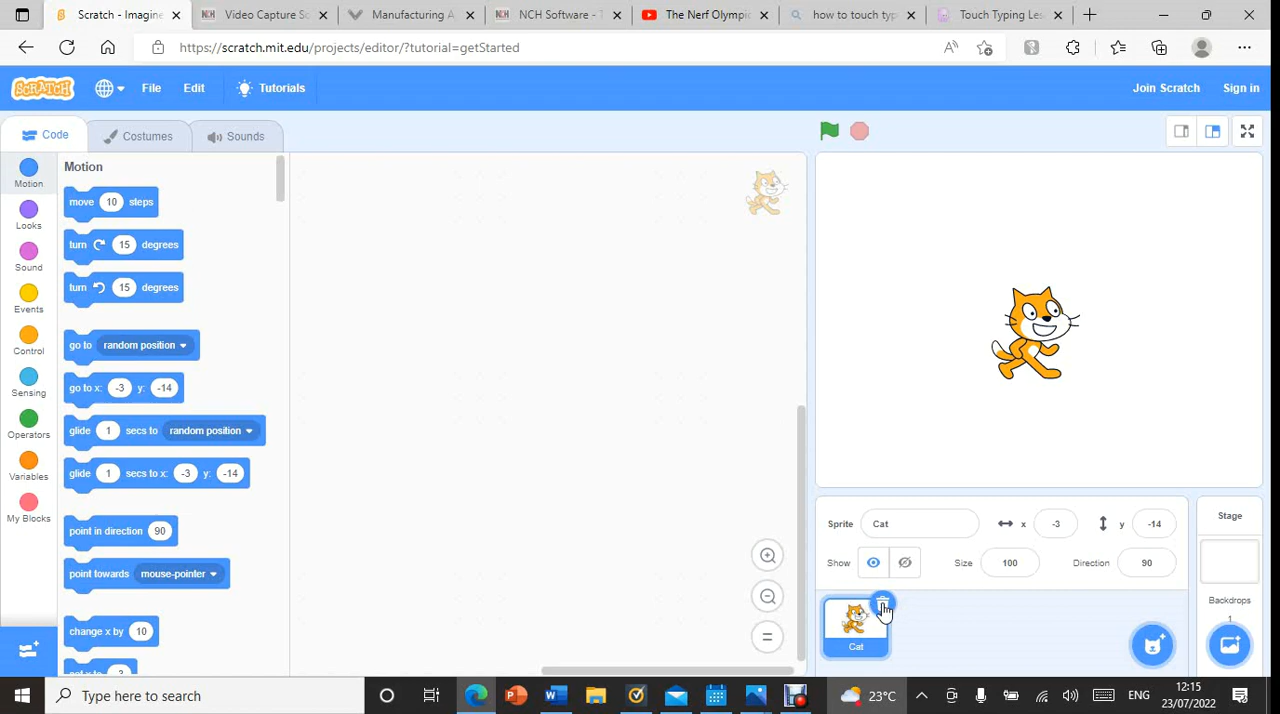 Scratch - Imagine
Video Capture So
Manufacturing A
NCH Software - T
The Nerf Olympic
how to touch typ
Touch Typing Les
https://scratch.mit.edu/projects/editor/?tutorial=getStarted
SCRATCH
File
Edit
Tutorials
Join Scratch
Sign in
Code
Costumes
Sounds
Motion
Looks
Sound
Events
Control
Sensing
Operators
Variables
My Blocks
Motion
move 10 steps
turn 15 degrees
turn 15 degrees
go to random position
go to x: -3 y: -14
glide 1 secs to random position
glide 1 secs to x: -3 y: -14
point in direction 90
point towards mouse-pointer
change x by 10
Sprite Cat x -3 y -14
Show Size 100 Direction 90
Cat
Stage
Backdrops
1
Type here to search
23°C
ENG
12:15
23/07/2022